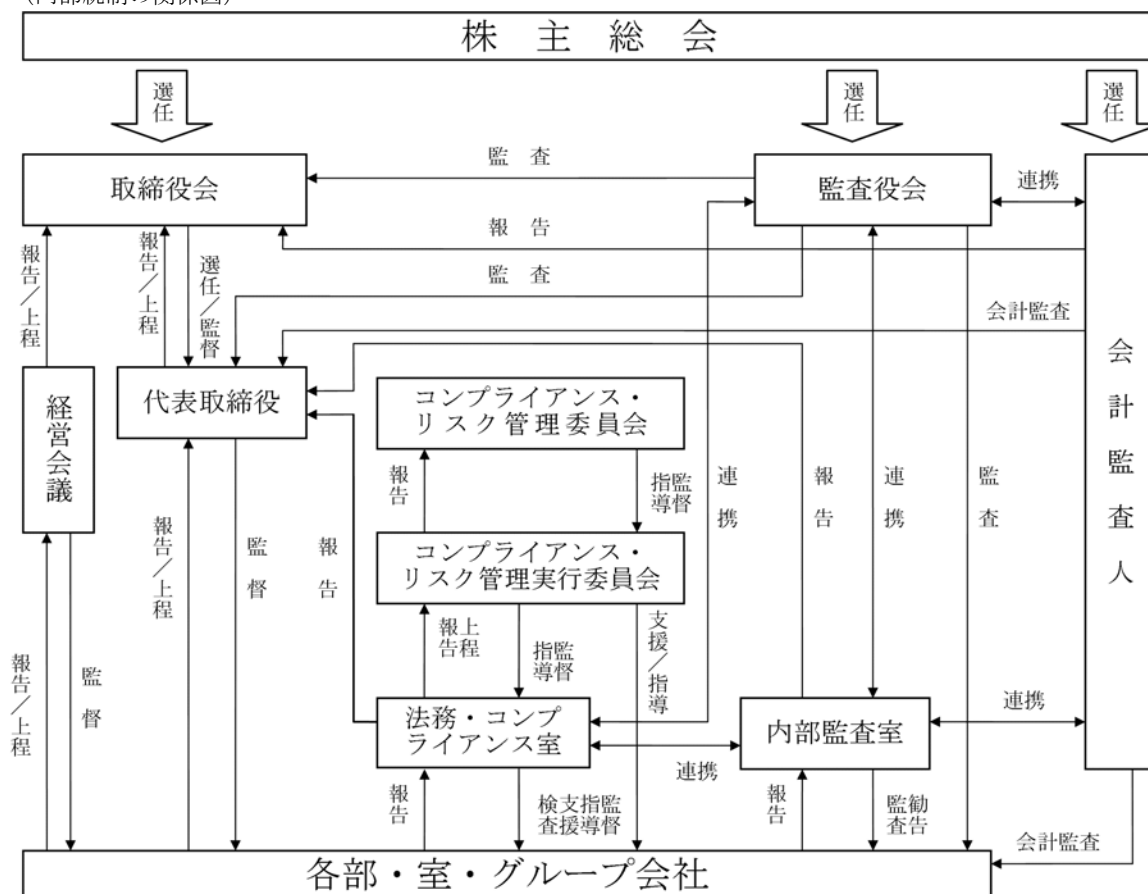 (内部統制の関係図)
株主総会
選任
選任
選任
取締役会
監査
監査役会
連携
報告
報告/上程
報告/上程
選任/監督
監査
会計監査
会計監査人
経営会議
代表取締役
コンプライアンス・
リスク管理委員会
報告
指導
監督
連携
報告
連携
監査
報告/上程
監督
報告
コンプライアンス・
リスク管理実行委員会
報告
上程
指導
監督
支援/指導
報告/上程
監督
法務・コンプ
ライアンス室
連携
内部監査室
連携
報告
検査
支援
指導
監督
報告
監査
勧告
会計監査
各部・室・グループ会社